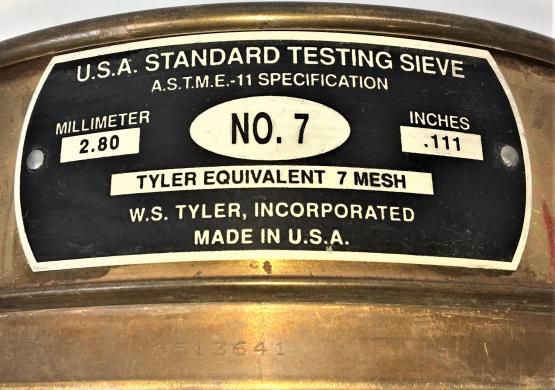 U.S.A. STANDARD TESTING SIEVE
A.S.T.M.E.-11 SPECIFICATION
MILLIMETER
2.80
NO. 7
INCHES
.111
TYLER EQUIVALENT 7 MESH
W.S. TYLER, INCORPORATED
MADE IN U.S.A.
13641